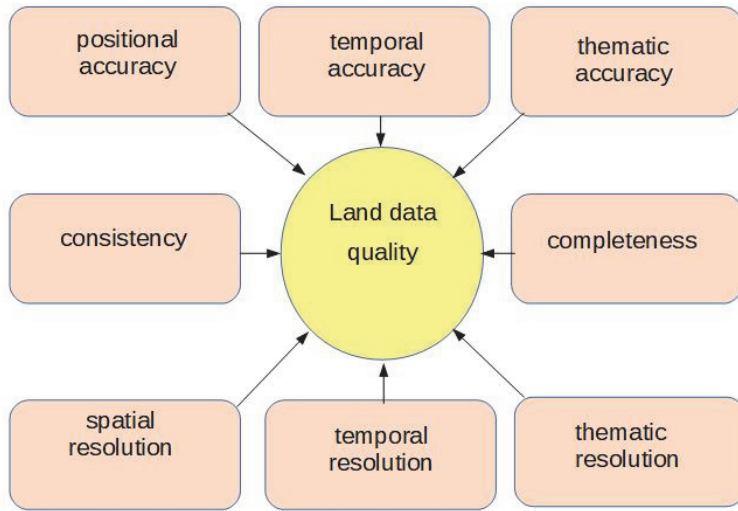 positional
accuracy
temporal
accuracy
thematic
accuracy
consistency
Land data
quality
completeness
spatial
resolution
temporal
resolution
thematic
resolution